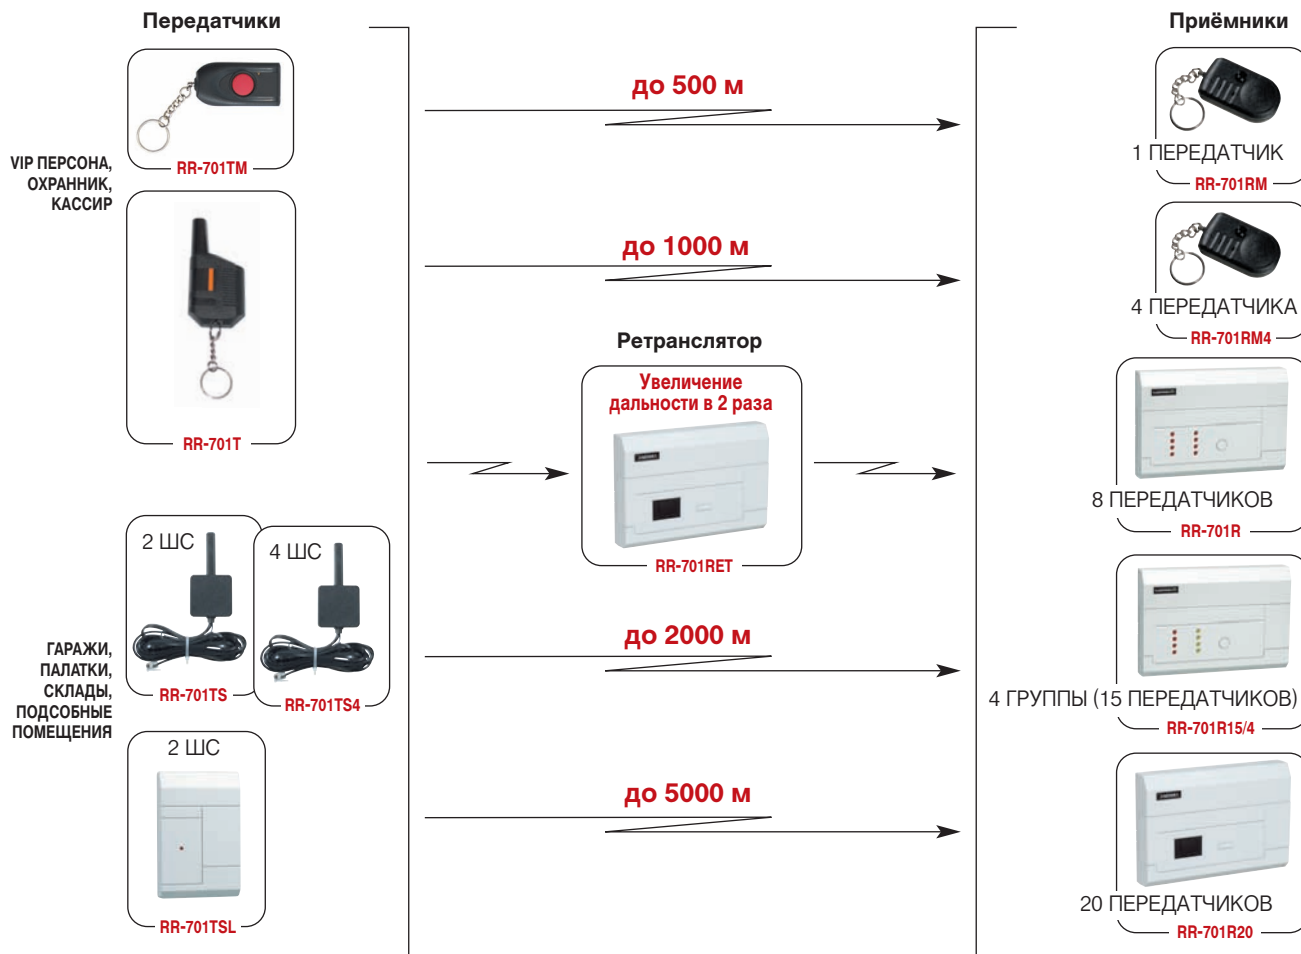 Передатчики
RR-701TM
VIP ПЕРСОНА,
ОХРАННИК,
КАССИР
RR-701T
2 ШС
RR-701TS
4 ШС
RR-701TS4
ГАРАЖИ,
ПАЛАТКИ,
СКЛАДЫ,
ПОДСОБНЫЕ
ПОМЕЩЕНИЯ
2 ШС
RR-701TSL
до 500 м
до 1000 м
Ретранслятор
Увеличение
дальности в 2 раза
RR-701RET
до 2000 м
до 5000 м
Приёмники
1 ПЕРЕДАТЧИК
RR-701RM
4 ПЕРЕДАТЧИКА
RR-701RM4
8 ПЕРЕДАТЧИКОВ
RR-701R
4 ГРУППЫ (15 ПЕРЕДАТЧИКОВ)
RR-701R15/4
20 ПЕРЕДАТЧИКОВ
RR-701R20